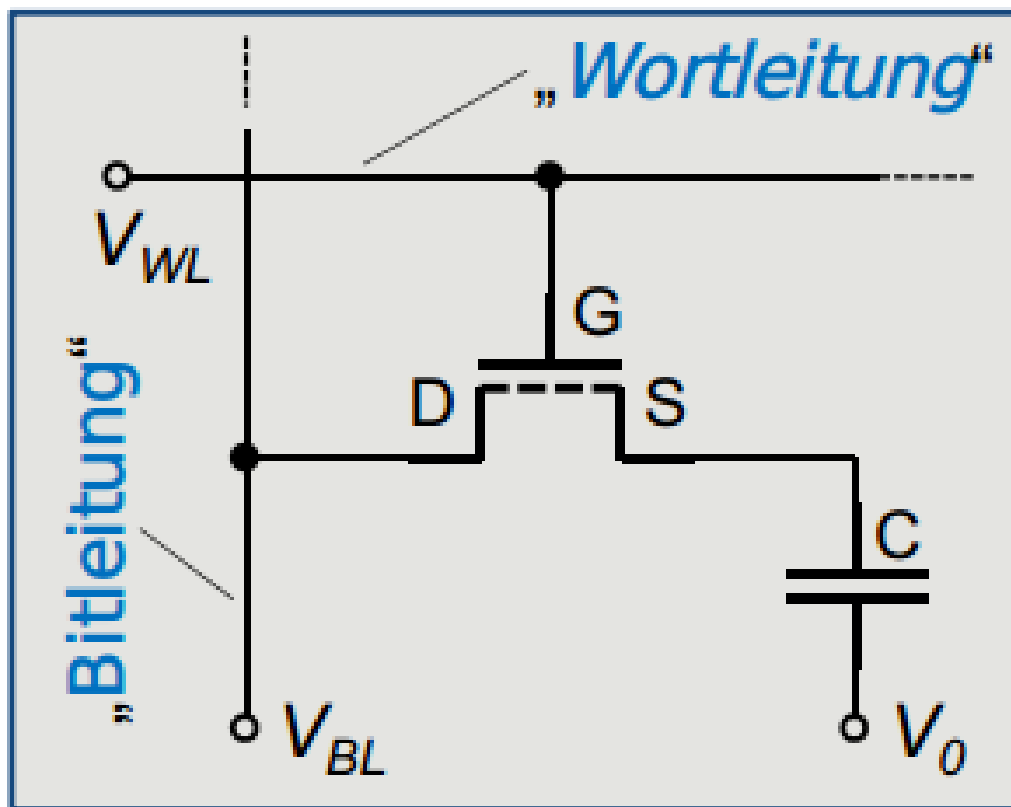 „Wortleitung“
V_WL
G
D
S
„Bitleitung“
C
V_BL
V_0